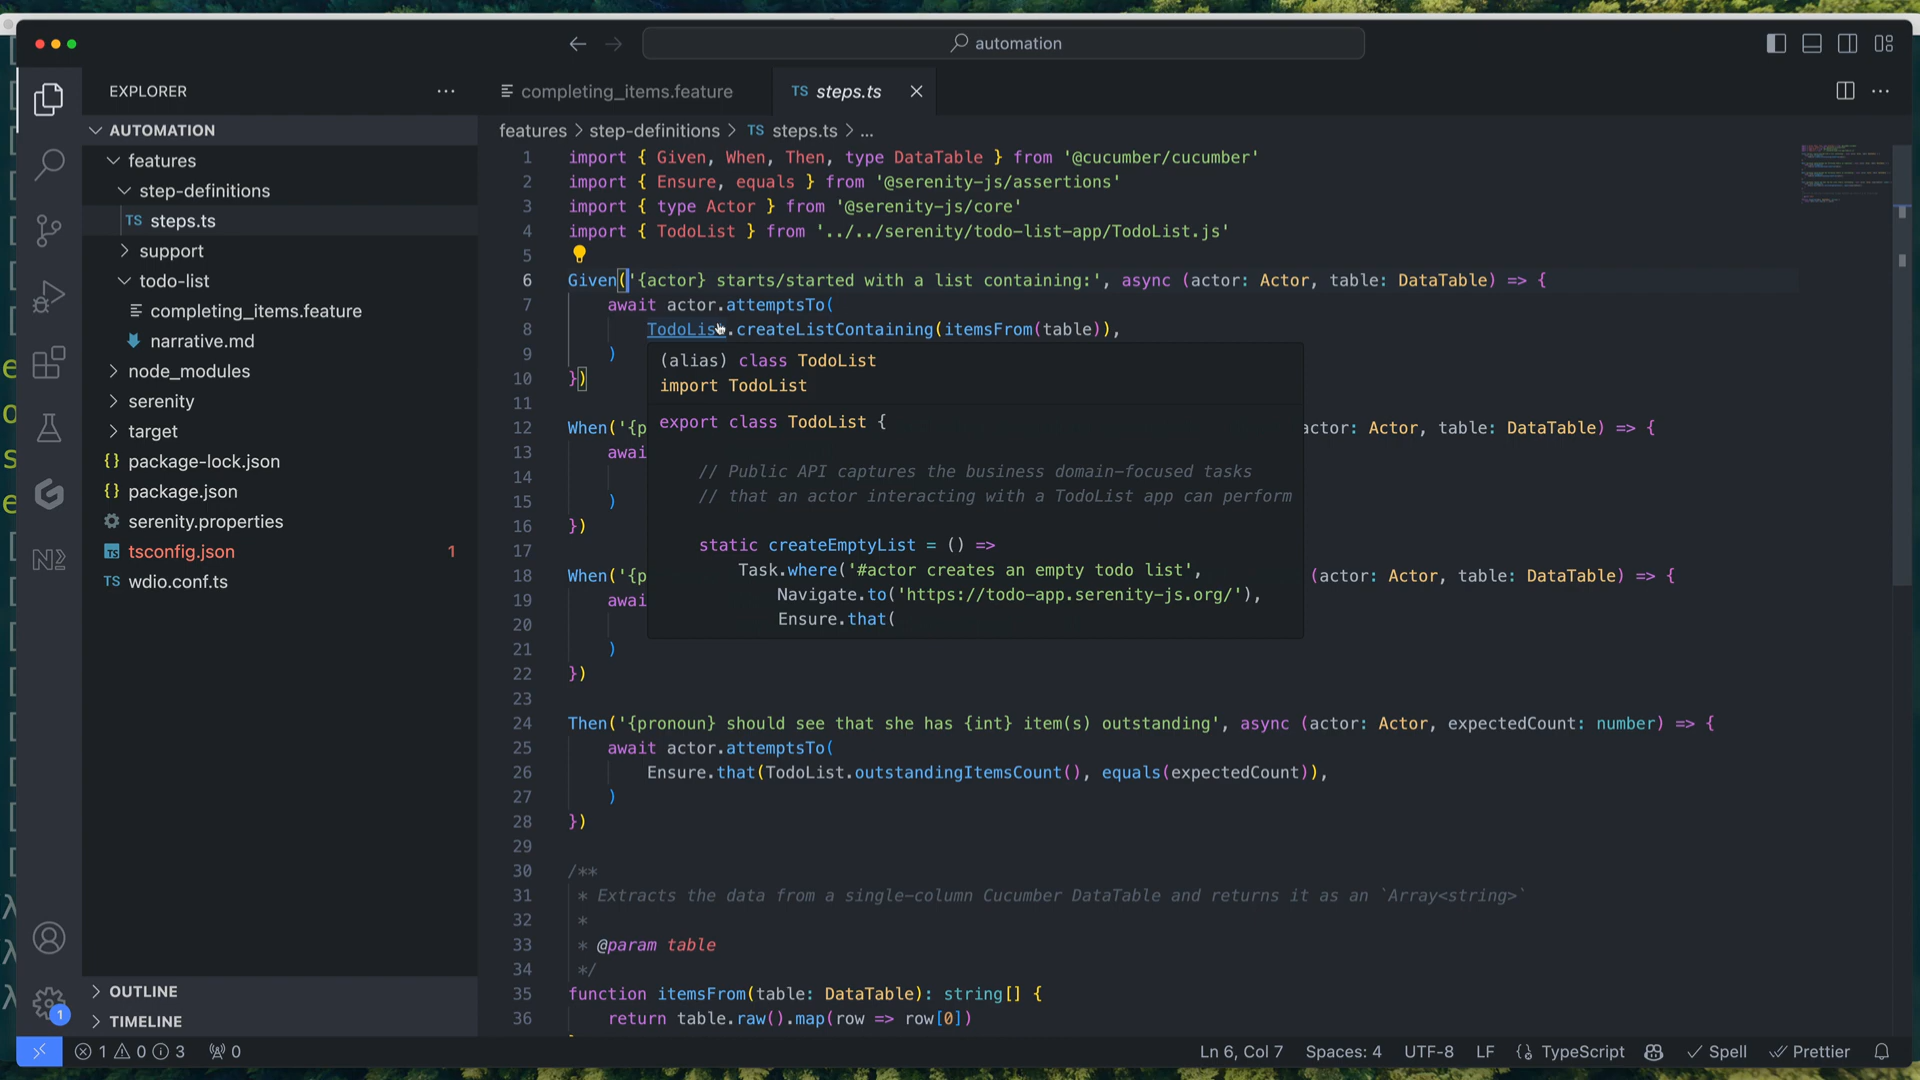 automation
EXPLORER
completing_items.feature
TS steps.ts
AUTOMATION
features > step-definitions > TS steps.ts > ...
features
step-definitions
TS steps.ts
support
todo-list
completing_items.feature
narrative.md
node_modules
serenity
target
{} package-lock.json
{} package.json
serenity.properties
TS tsconfig.json 1
TS wdio.conf.ts
OUTLINE
TIMELINE
1 import { Given, When, Then, type DataTable } from '@cucumber/cucumber'
2 import { Ensure, equals } from '@serenity-js/assertions'
3 import { type Actor } from '@serenity-js/core'
4 import { TodoList } from '../../serenity/todo-list-app/TodoList.js'
5
6 Given('{actor} starts/started with a list containing:', async (actor: Actor, table: DataTable) => {
7 await actor.attemptsTo(
8 TodoList.createListContaining(itemsFrom(table)),
9 )
10 })
11
12 When('{p actor: Actor, table: DataTable) => {
13 awai
14
15 )
16 })
17
18 When('{p (actor: Actor, table: DataTable) => {
19 awai
20
21 )
22 })
23
24 Then('{pronoun} should see that she has {int} item(s) outstanding', async (actor: Actor, expectedCount: number) => {
25 await actor.attemptsTo(
26 Ensure.that(TodoList.outstandingItemsCount(), equals(expectedCount)),
27 )
28 })
29
30 /**
31 * Extracts the data from a single-column Cucumber DataTable and returns it as an `Array<string>`
32 *
33 * @param table
34 */
35 function itemsFrom(table: DataTable): string[] {
36 return table.raw().map(row => row[0])
(alias) class TodoList
import TodoList
export class TodoList {
// Public API captures the business domain-focused tasks
// that an actor interacting with a TodoList app can perform
static createEmptyList = () =>
Task.where('#actor creates an empty todo list',
Navigate.to('https://todo-app.serenity-js.org/'),
Ensure.that(
1
1 0 3 0
Ln 6, Col 7 Spaces: 4 UTF-8 LF {} TypeScript Spell Prettier